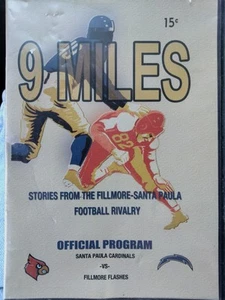 15¢
9 MILES
82
STORIES FROM THE FILLMORE-SANTA PAULA
FOOTBALL RIVALRY
OFFICIAL PROGRAM
SANTA PAULA CARDINALS
-VS-
FILLMORE FLASHES